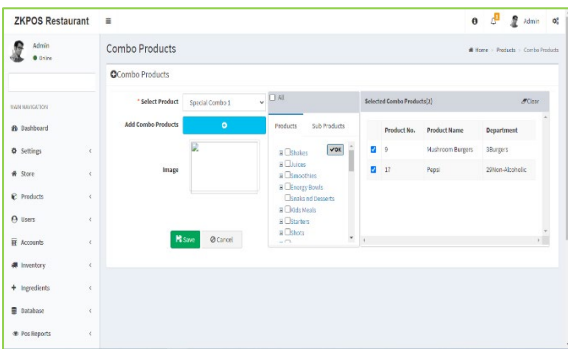 ZKPOS Restaurant
Admin
Admin
Online
Combo Products
Home - Products - Combo Products
Combo Products
MAIN NAVIGATION
Dashboard
Settings
Store
Products
Users
Accounts
Inventory
Ingredients
Database
Pos Reports
* Select Product
Special Combo 1
Add Combo Products
Image
Save
Cancel
All
Products Sub Products
OK
Shakes
Juices
Smoothies
Energy Bowls
Kids Meals
Starters
Selected Combo Products(2)
Clear
Product No. Product Name Department
9 Mushroom Burgers 3Burgers
17 Pepsi 29Non-Alcoholic